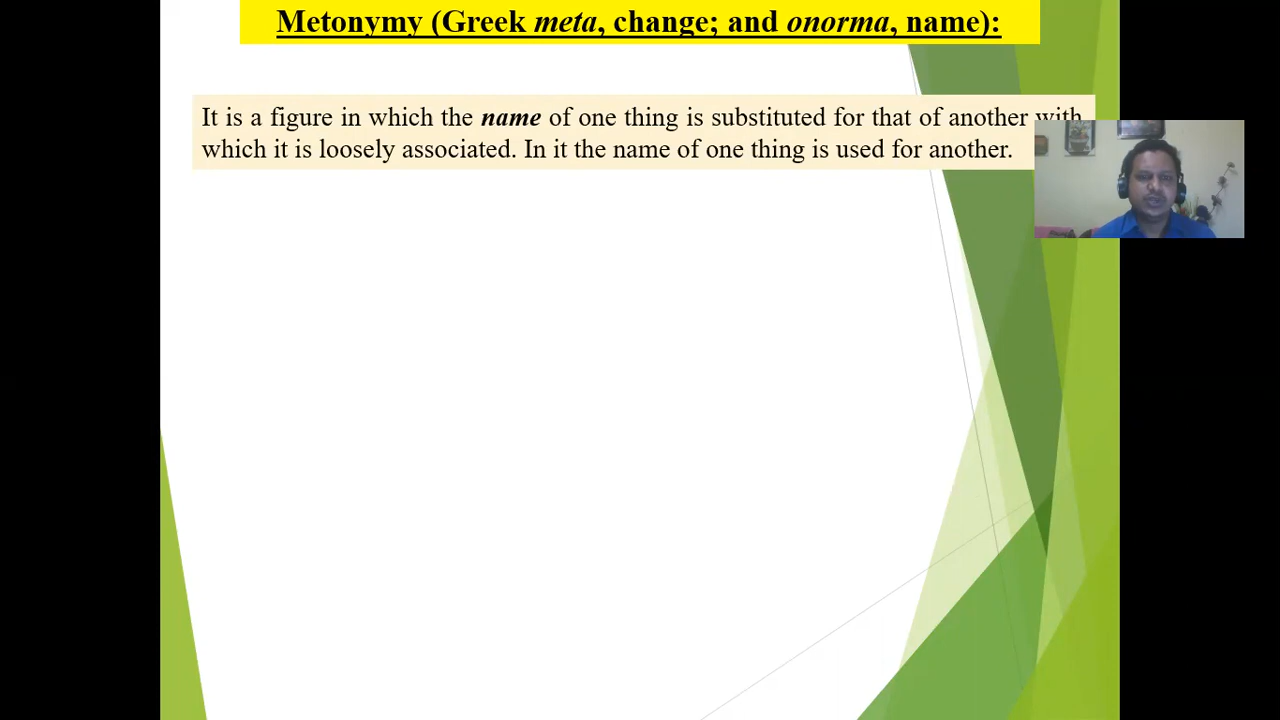 Metonymy (Greek meta, change; and onorma, name):
It is a figure in which the name of one thing is substituted for that of another with
which it is loosely associated. In it the name of one thing is used for another.